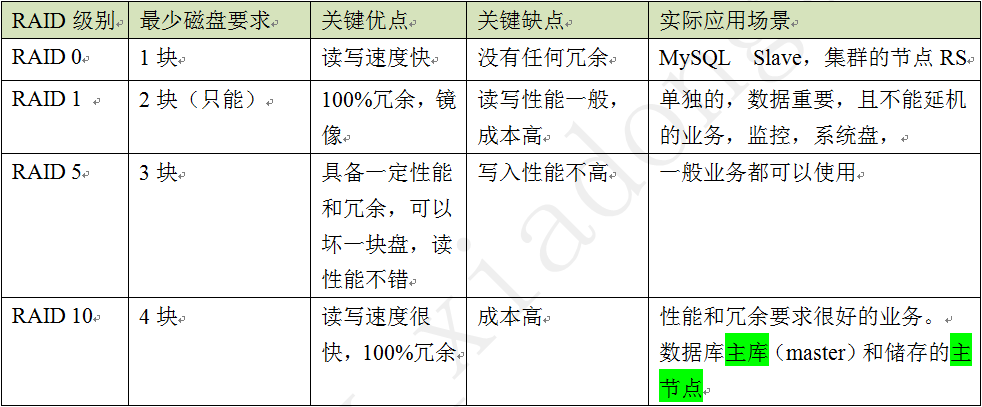 RAID 级别 最少磁盘要求 关键优点 关键缺点 实际应用场景
RAID 0 1 块 读写速度快 没有任何冗余 MySQL Slave，集群的节点 RS
RAID 1 2 块（只能） 100%冗余，镜像 读写性能一般，成本高 单独的，数据重要，且不能延机的业务，监控，系统盘，
RAID 5 3 块 具备一定性能和冗余，可以坏一块盘，读性能不错 写入性能不高 一般业务都可以使用
RAID 10 4 块 读写速度很快，100%冗余 成本高 性能和冗余要求很好的业务。
数据库主库（master）和储存的主节点
xiadong